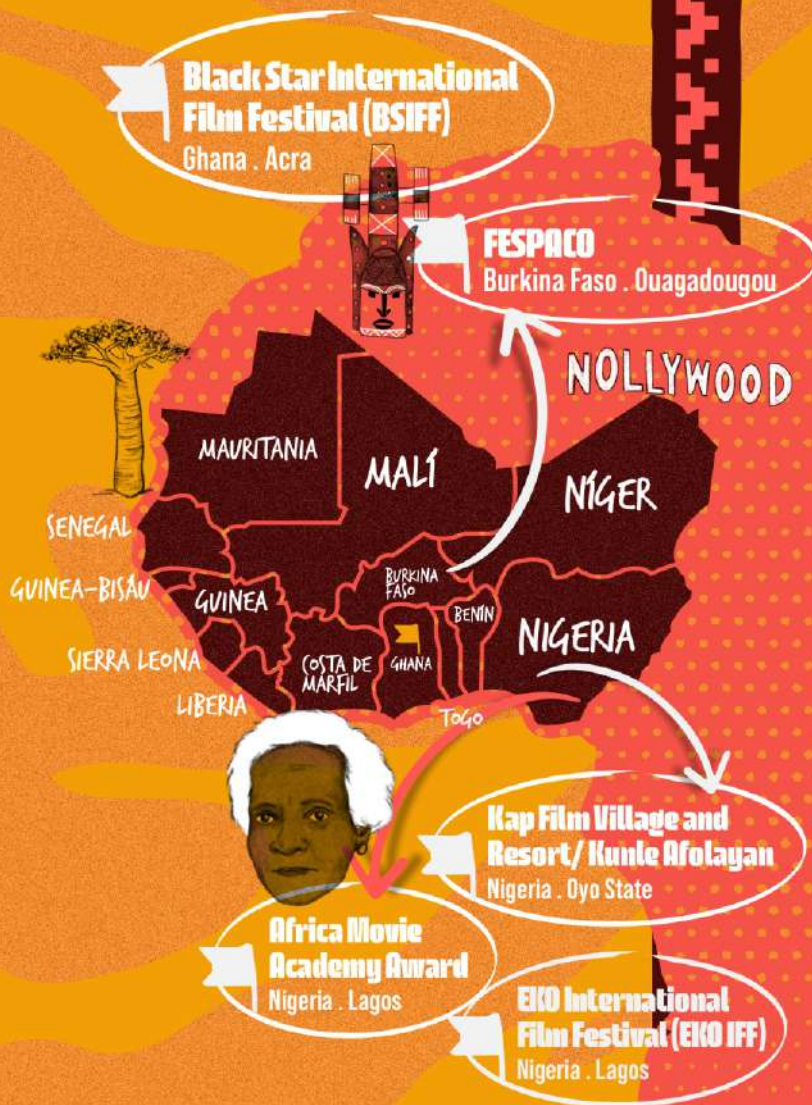 Black Star International
Film Festival (BSIFF)
Ghana . Acra
FESPACO
Burkina Faso . Ouagadougou
NOLLYWOOD
MAURITANIA
MALÍ
NÍGER
SENEGAL
GUINEA-BISÁU
GUINEA
BURKINA
FASO
BENÍN
NIGERIA
SIERRA LEONA
COSTA DE
MARFIL
GHANA
LIBERIA
TOGO
Kap Film Village and
Resort/ Kunle Afolayan
Nigeria . Oyo State
Africa Movie
Academy Award
Nigeria . Lagos
EKO International
Film Festival (EKO IFF)
Nigeria . Lagos